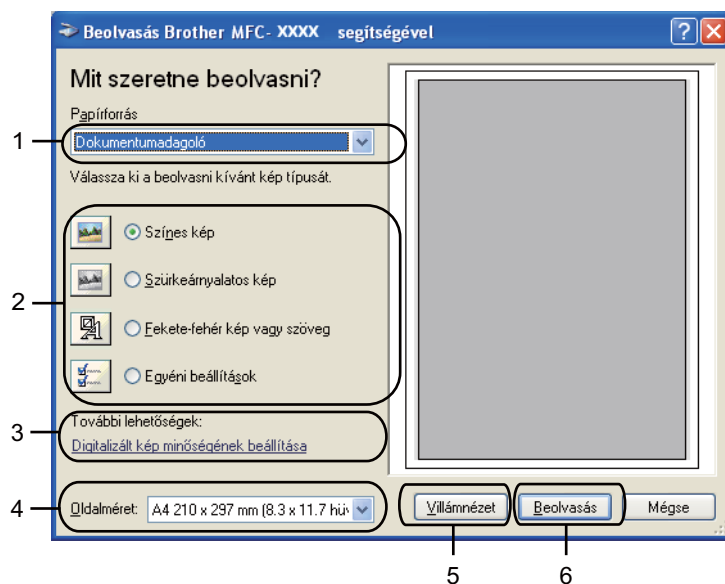 Beolvasás Brother MFC- XXXX segítségével
Mit szeretne beolvasni?
Papírforrás
1
Dokumentumadagoló
Válassza ki a beolvasni kívánt kép típusát.
2
Színes kép
Szürkeárnyalatos kép
Fekete-fehér kép vagy szöveg
Egyéni beállítások
3
További lehetőségek:
Digitalizált kép minőségének beállítása
4
Oldalméret: A4 210 x 297 mm (8.3 x 11.7 hüv
Villámnézet
Beolvasás
Mégse
5
6